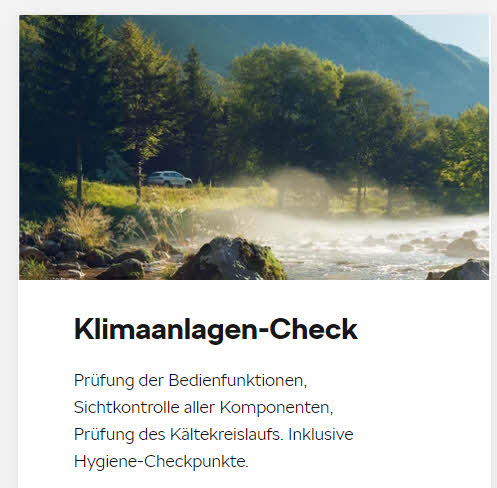 Klimaanlagen-Check
Prüfung der Bedienfunktionen,
Sichtkontrolle aller Komponenten,
Prüfung des Kältekreislaufs. Inklusive
Hygiene-Checkpunkte.